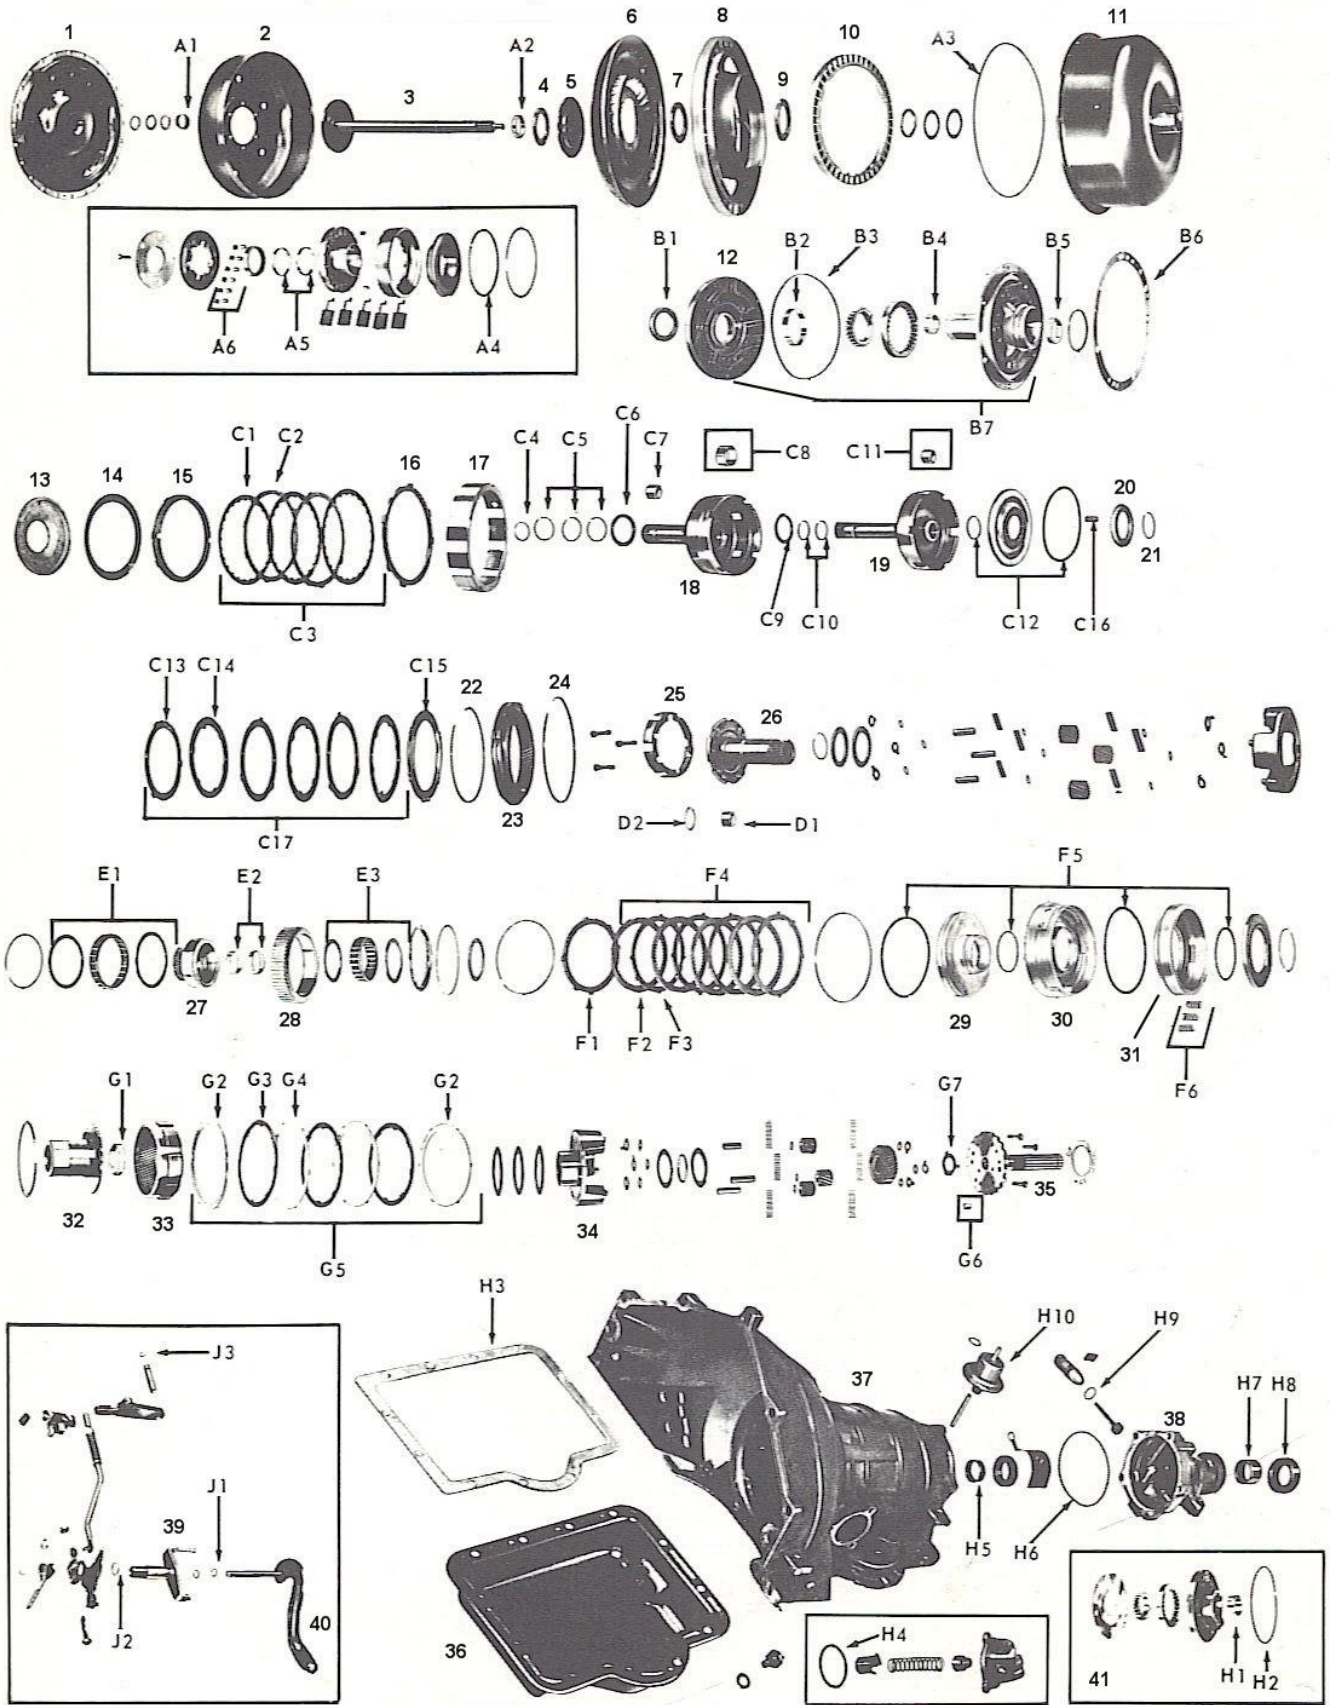 1 A1 2 3 A2 4 5 6 7 8 9 10 A3 11
A6 A5 A4
B1 12 B2 B3 B4 B5 B6
B7
13 14 15 C1 C2 16 17 C4 C5 C6 C7 C8 C11 20
C3 18 C9 C10 19 C12 C16 21
C13 C14 C15 22 24 25 26
C17 23 D2 D1
E1 E2 E3 F4 F5
27 28 F1 F2 F3 29 30 31
F6
G1 G2 G3 G4 G2 G7
32 33 34 35
G5 G6
H3
J3 37 H10 H9
38 H7 H8
39 J1
H5 H6
J2 40 36 H4 41 H1 H2